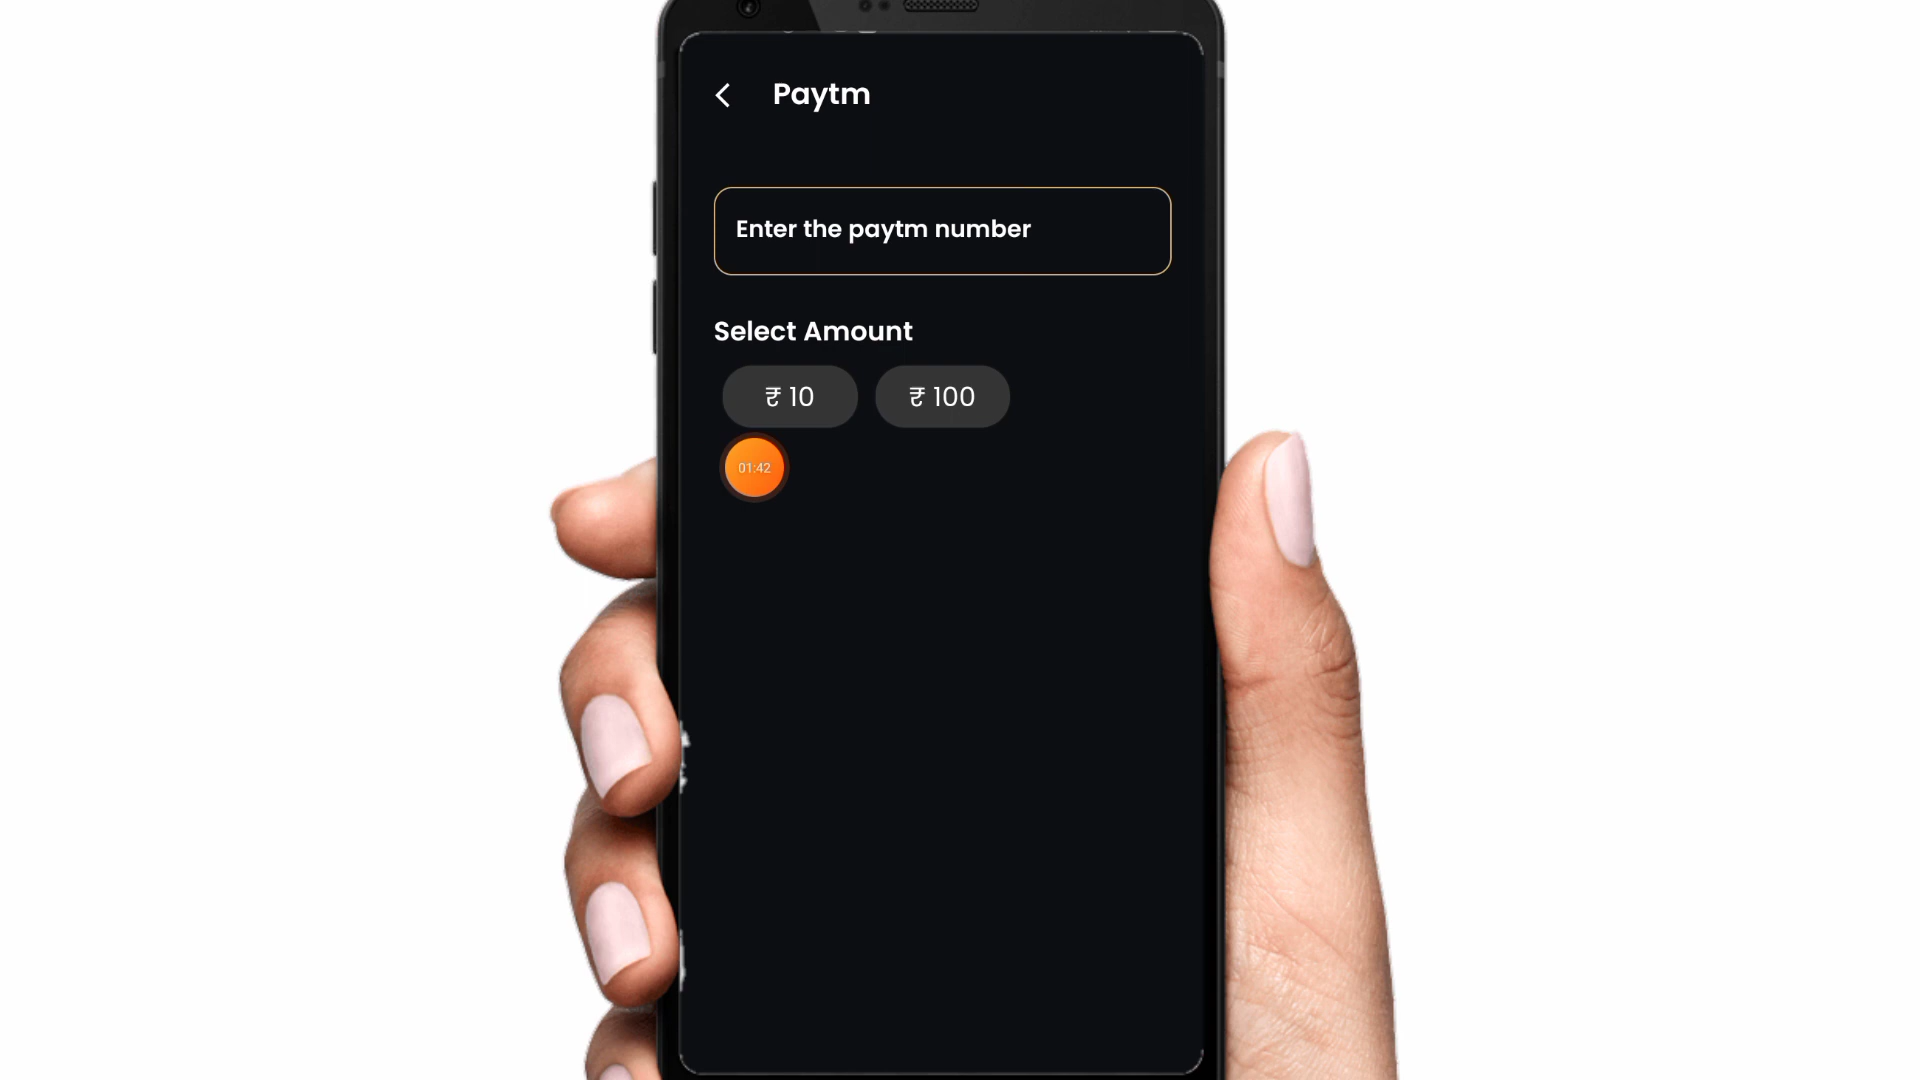 Paytm
Enter the paytm number
Select Amount
₹ 10
₹ 100
01:42